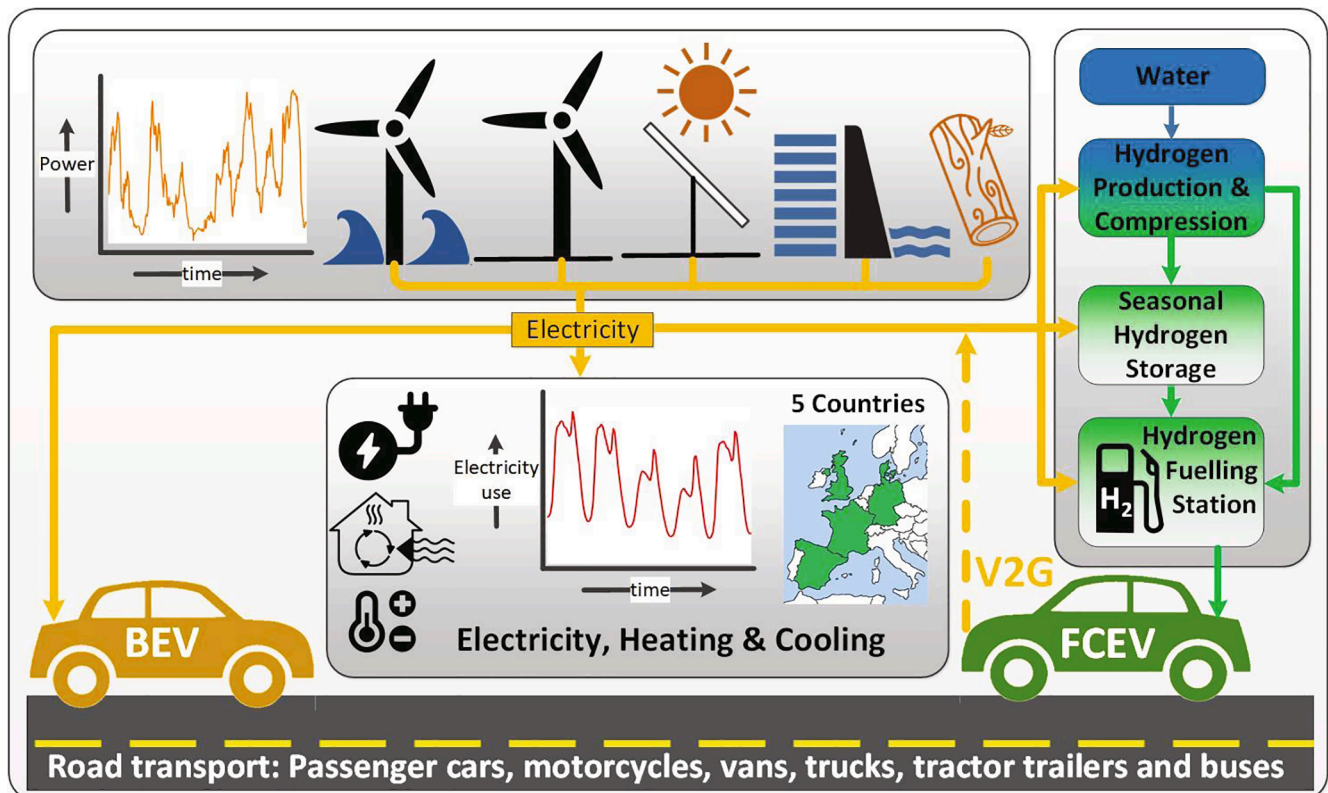 Power
time
Water
Hydrogen
Production &
Compression
Seasonal
Hydrogen
Storage
Hydrogen
Fuelling
Station
H2
Electricity
5 Countries
Electricity
use
time
Electricity, Heating & Cooling
V2G
BEV
FCEV
Road transport: Passenger cars, motorcycles, vans, trucks, tractor trailers and buses